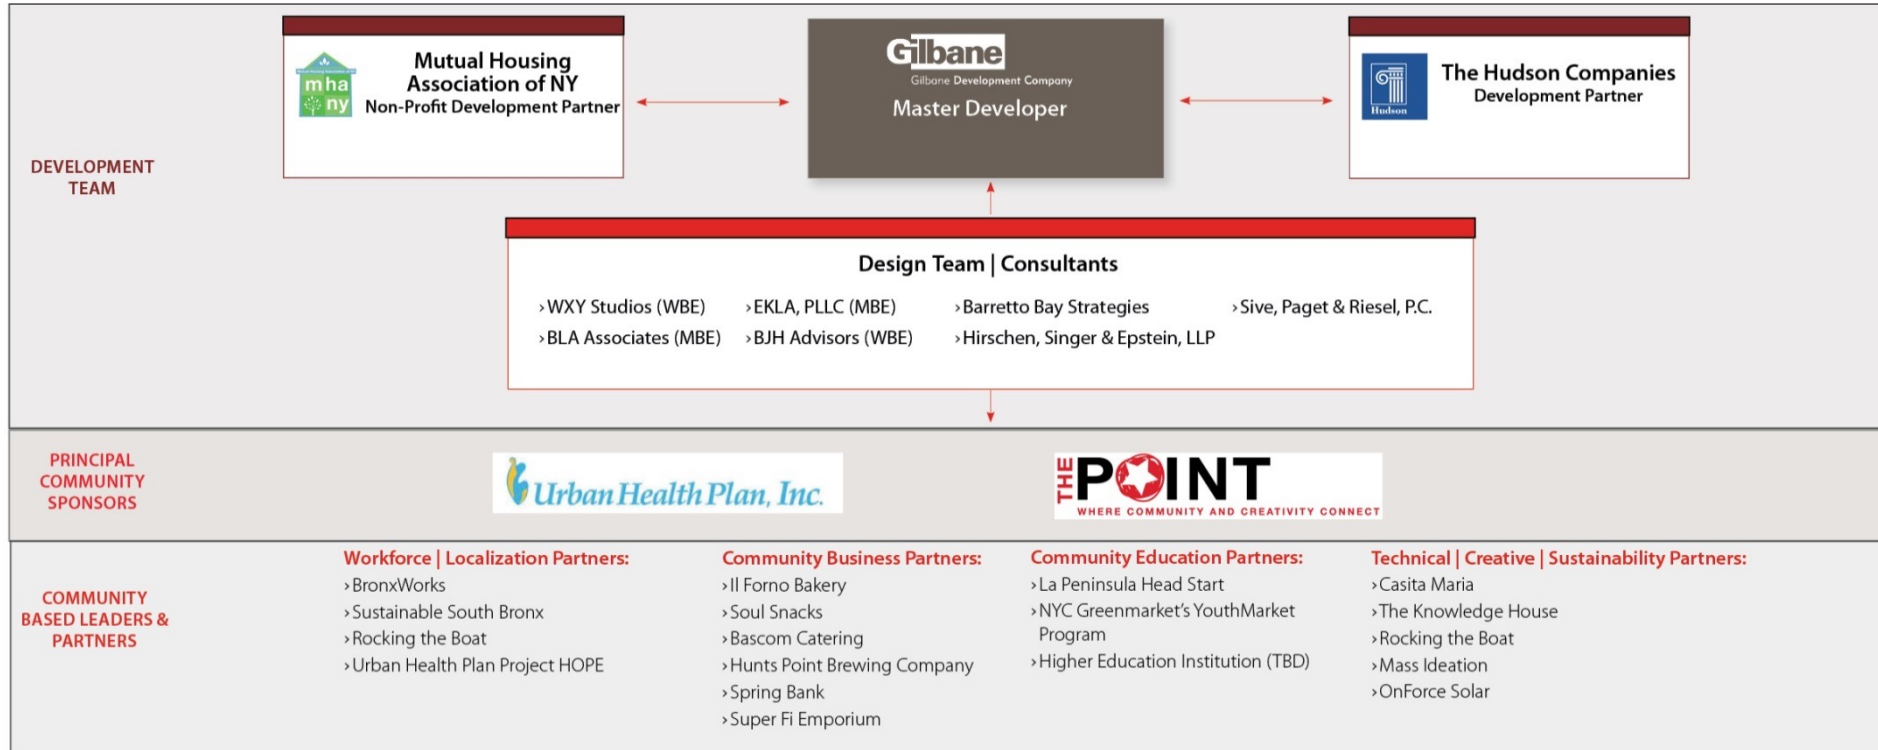 Mutual Housing Association of NY
mha
ny
Mutual Housing
Association of NY
Non-Profit Development Partner
Gilbane
Gilbane Development Company
Master Developer
Hudson
The Hudson Companies
Development Partner
DEVELOPMENT
TEAM
Design Team | Consultants
›WXY Studios (WBE)
›BLA Associates (MBE)
›EKLA, PLLC (MBE)
›BJH Advisors (WBE)
›Barretto Bay Strategies
›Hirschen, Singer & Epstein, LLP
›Sive, Paget & Riesel, P.C.
PRINCIPAL
COMMUNITY
SPONSORS
Urban Health Plan, Inc.
THE POINT
WHERE COMMUNITY AND CREATIVITY CONNECT
COMMUNITY
BASED LEADERS &
PARTNERS
Workforce | Localization Partners:
›BronxWorks
›Sustainable South Bronx
›Rocking the Boat
›Urban Health Plan Project HOPE
Community Business Partners:
›Il Forno Bakery
›Soul Snacks
›Bascom Catering
›Hunts Point Brewing Company
›Spring Bank
›Super Fi Emporium
Community Education Partners:
›La Peninsula Head Start
›NYC Greenmarket's YouthMarket
Program
›Higher Education Institution (TBD)
Technical | Creative | Sustainability Partners:
›Casita Maria
›The Knowledge House
›Rocking the Boat
›Mass Ideation
›OnForce Solar